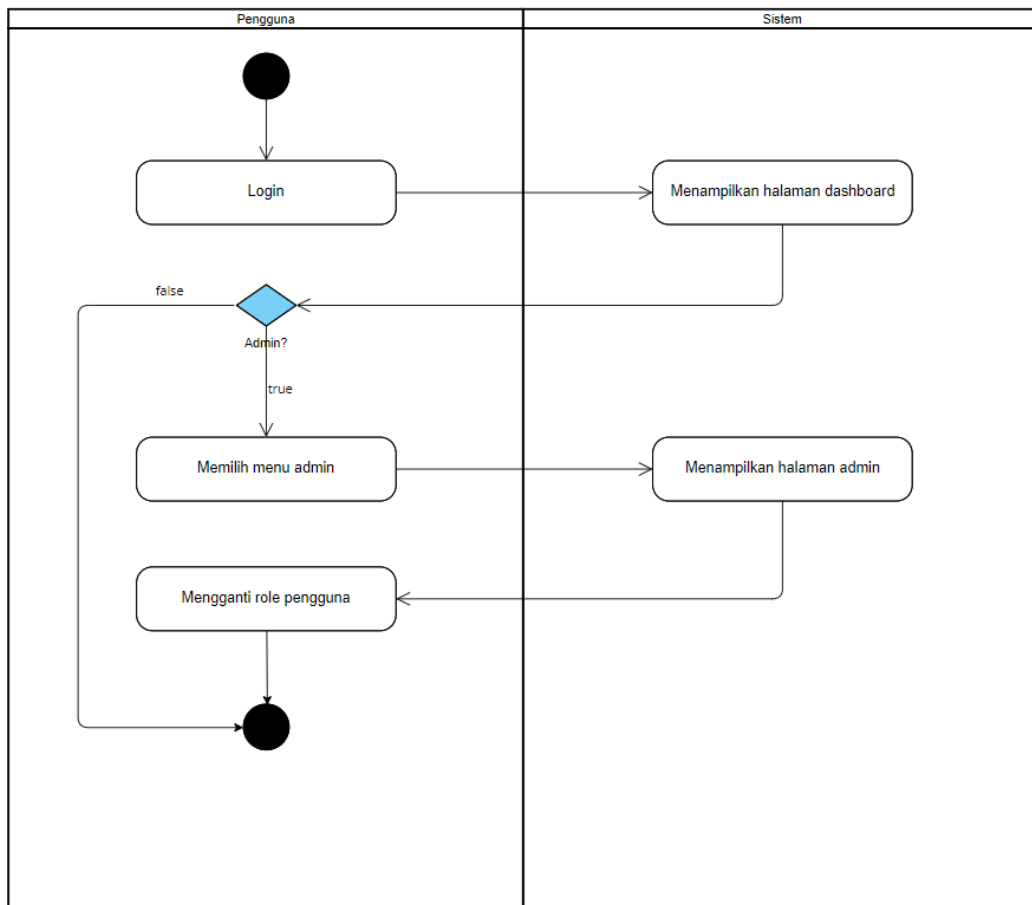 Pengguna
Sistem
Login
Menampilkan halaman dashboard
false
Admin?
true
Memilih menu admin
Menampilkan halaman admin
Mengganti role pengguna